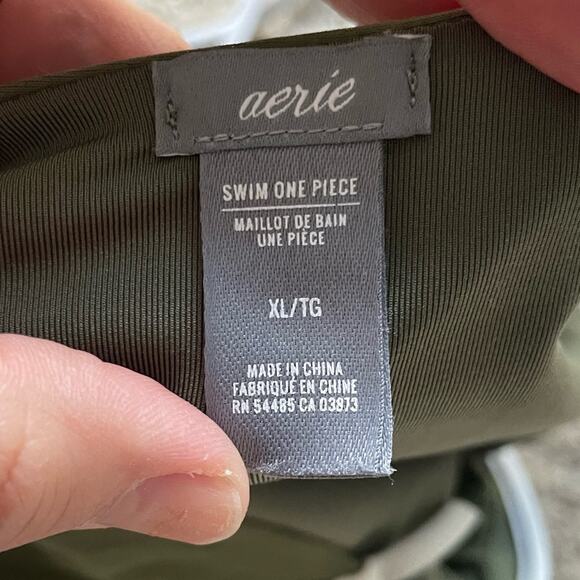 aerie
SWIM ONE PIECE
MAILLOT DE BAIN
UNE PIÈCE
XL/TG
MADE IN CHINA
FABRIQUÉ EN CHINE
RN 54485 CA 03873